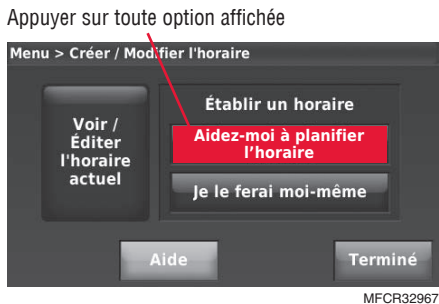 Appuyer sur toute option affichée
Menu > Créer / Modifier l'horaire
Voir /
Éditer
l'horaire
actuel
Établir un horaire
Aidez-moi à planifier
l’horaire
Je le ferai moi-même
Aide
Terminé
MFCR32967